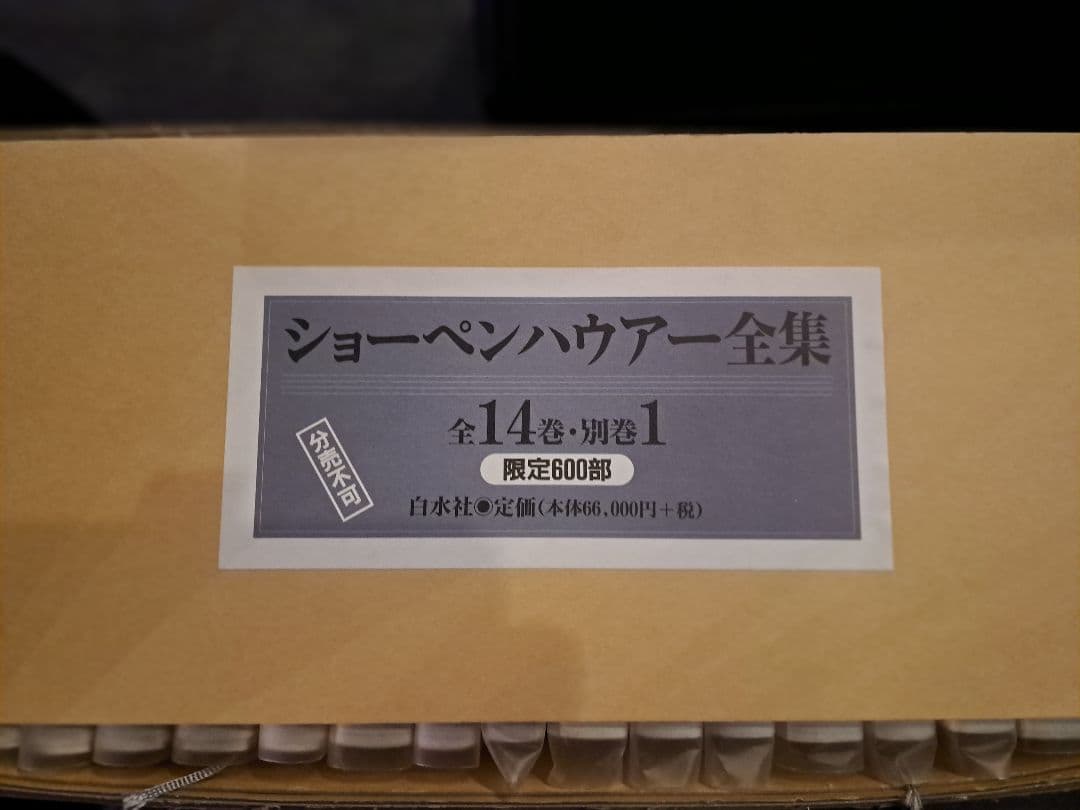 ショーペンハウアー全集
全14巻・別巻1
限定600部
分売不可
白水社◉定価(本体66,000円+税)